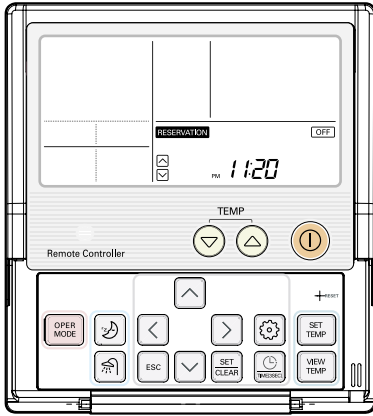 RESERVATION
OFF
PM 11:20
TEMP
Remote Controller
RESET
OPER MODE
SET TEMP
ESC
SET CLEAR
TIMER/SEC.
VIEW TEMP